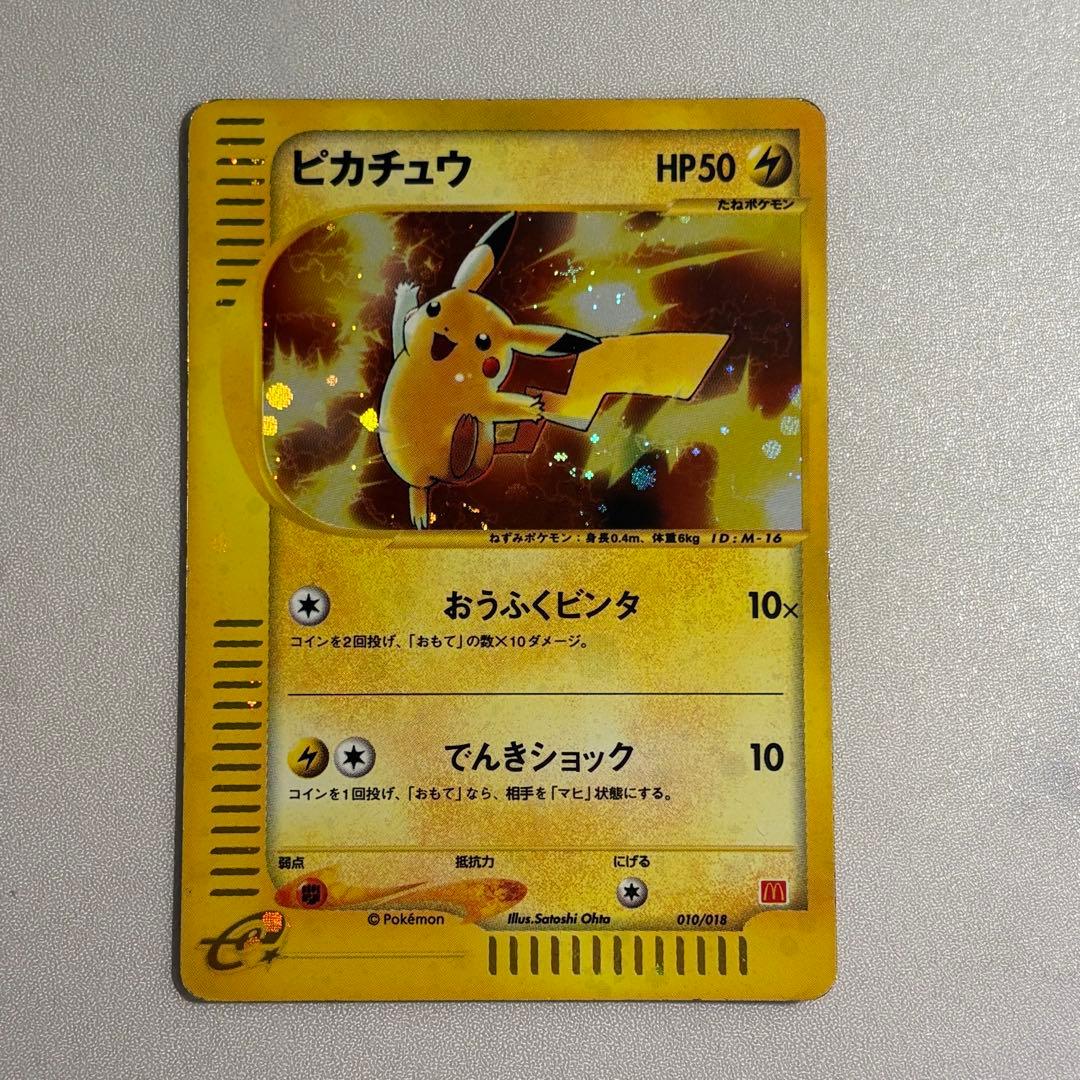 ピカチュウ HP50
たねポケモン
ねずみポケモン：身長0.4m、体重6kg ID:M-16
おうふくビンタ 10×
コインを2回投げ、「おもて」の数×10ダメージ。
でんきショック 10
コインを1回投げ、「おもて」なら、相手を「マヒ」状態にする。
弱点 抵抗力 にげる
© Pokémon Illus.Satoshi Ohta 010/018
e